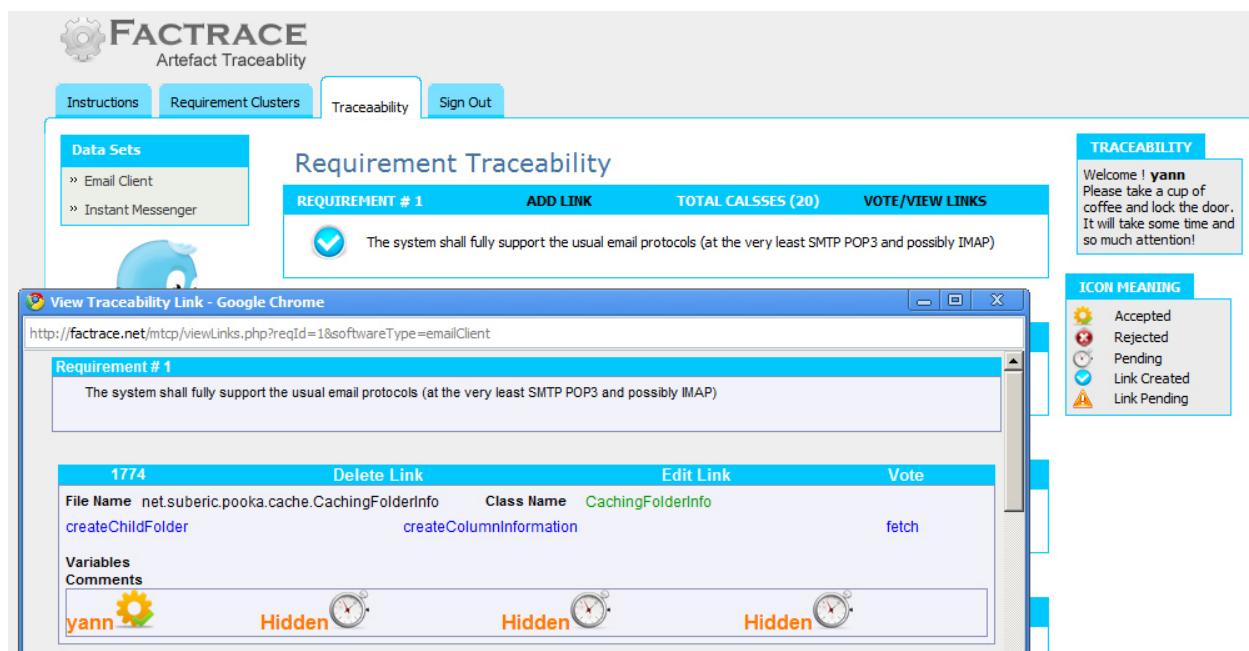 FACTRACE
Artefact Traceablity
Instructions
Requirement Clusters
Traceaability
Sign Out
Data Sets
» Email Client
» Instant Messenger
Requirement Traceability
REQUIREMENT # 1 ADD LINK TOTAL CALSSES (20) VOTE/VIEW LINKS
The system shall fully support the usual email protocols (at the very least SMTP POP3 and possibly IMAP)
TRACEABILITY
Welcome ! yann
Please take a cup of
coffee and lock the door.
It will take some time and
so much attention!
ICON MEANING
Accepted
Rejected
Pending
Link Created
Link Pending
View Traceability Link - Google Chrome
http://factrace.net/mtcp/viewLinks.php?reqId=1&softwareType=emailClient
Requirement # 1
The system shall fully support the usual email protocols (at the very least SMTP POP3 and possibly IMAP)
1774 Delete Link Edit Link Vote
File Name net.suberic.pooka.cache.CachingFolderInfo Class Name CachingFolderInfo
createChildFolder createColumnInformation fetch
Variables
Comments
yann Hidden Hidden Hidden